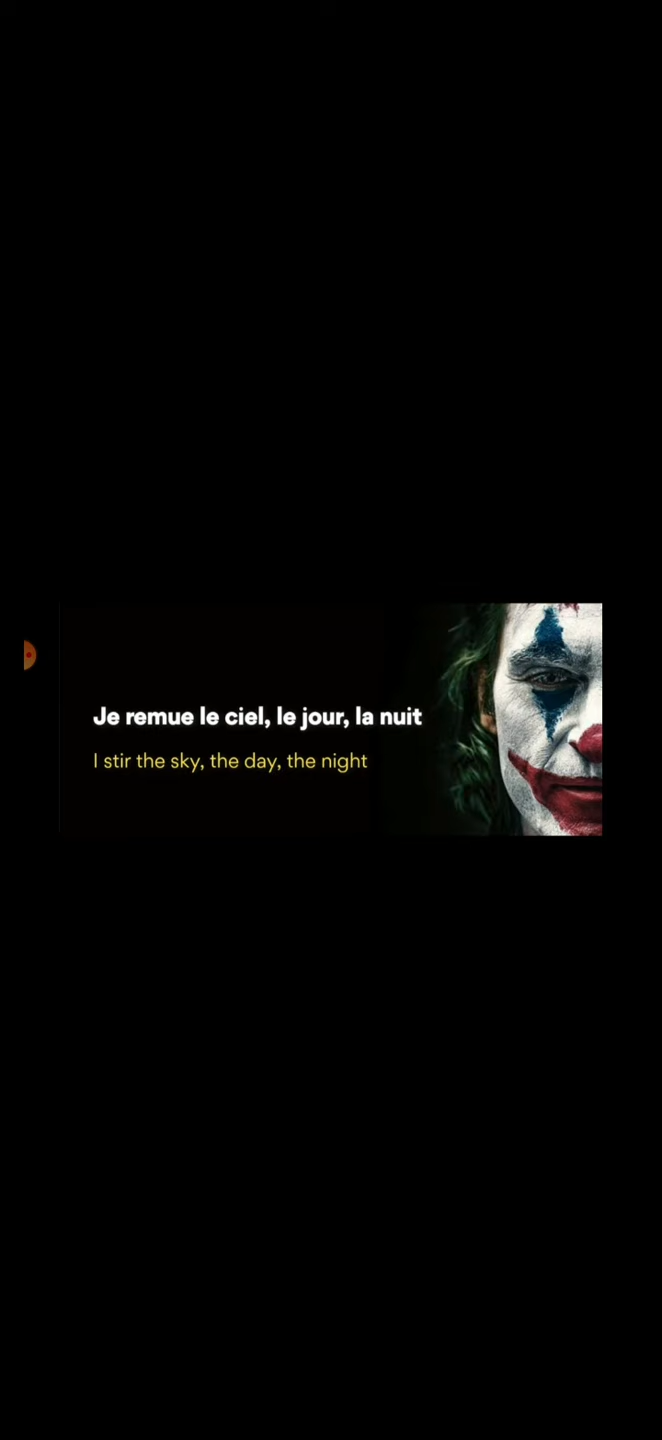 Je remue le ciel, le jour, la nuit
I stir the sky, the day, the night